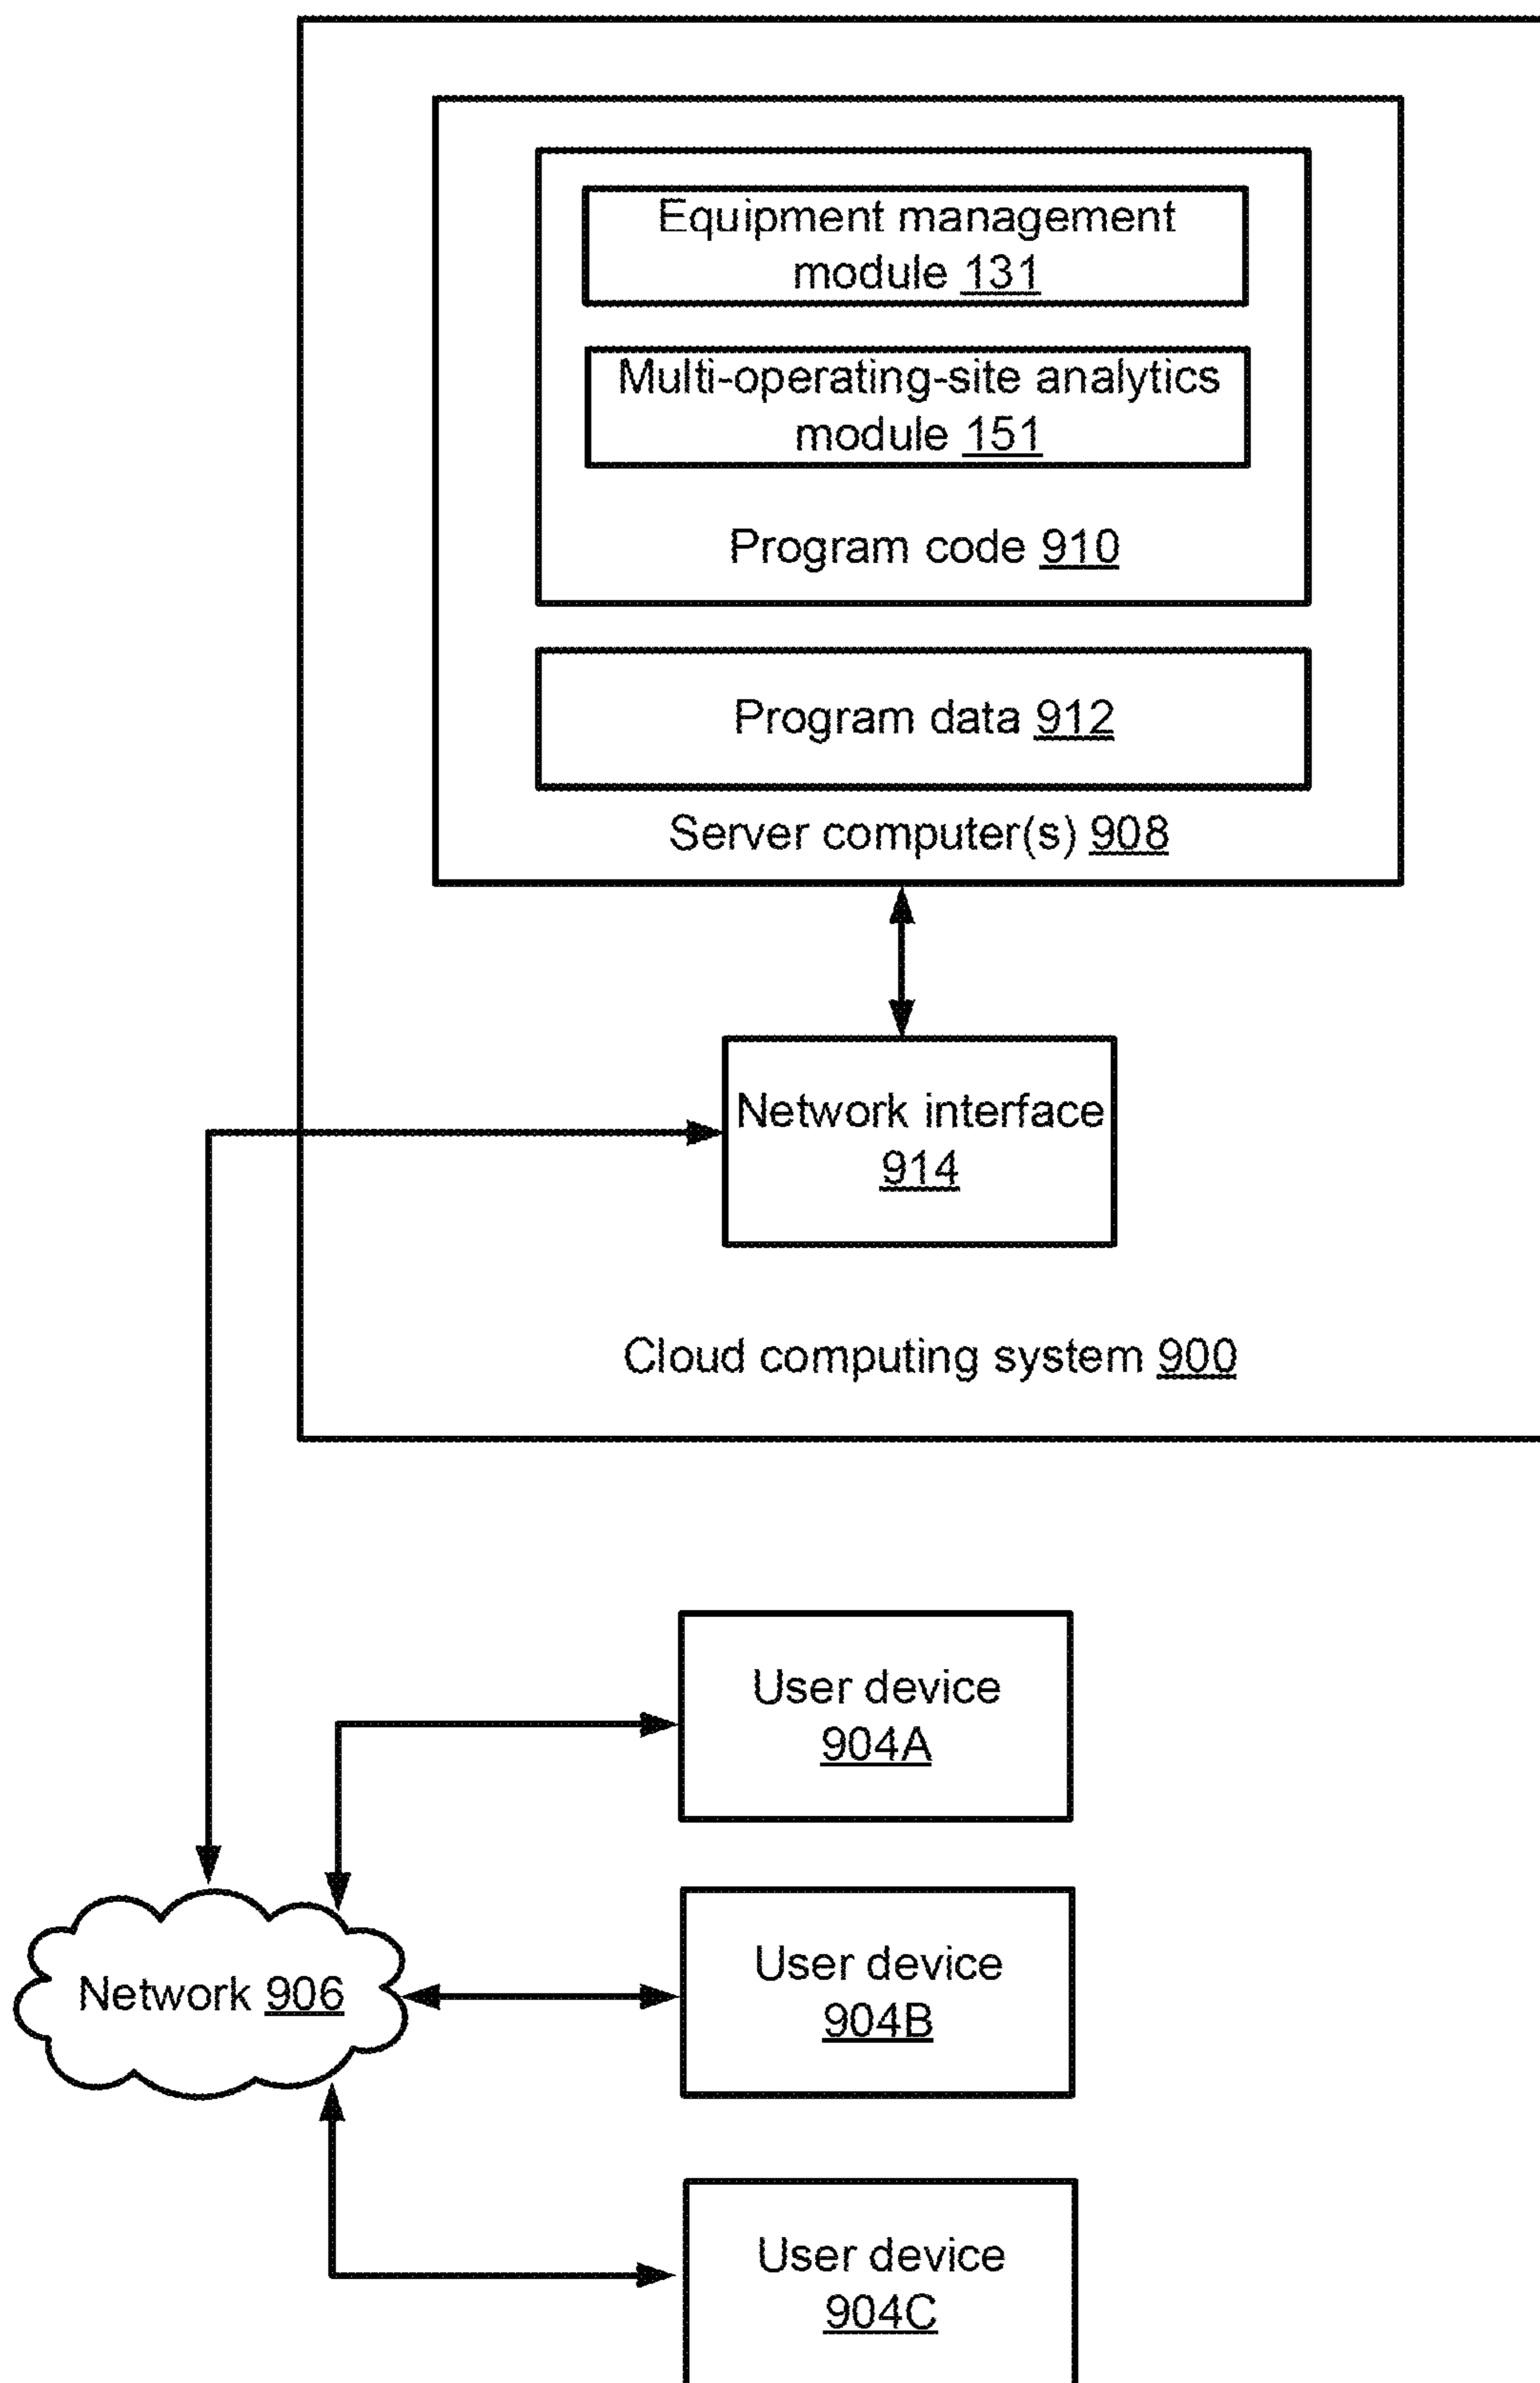 Equipment management
module 131
Multi-operating-site analytics
module 151
Program code 910
Program data 912
Server computer(s) 908
Network interface
914
Cloud computing system 900
User device
904A
User device
904B
Network 906
User device
904C